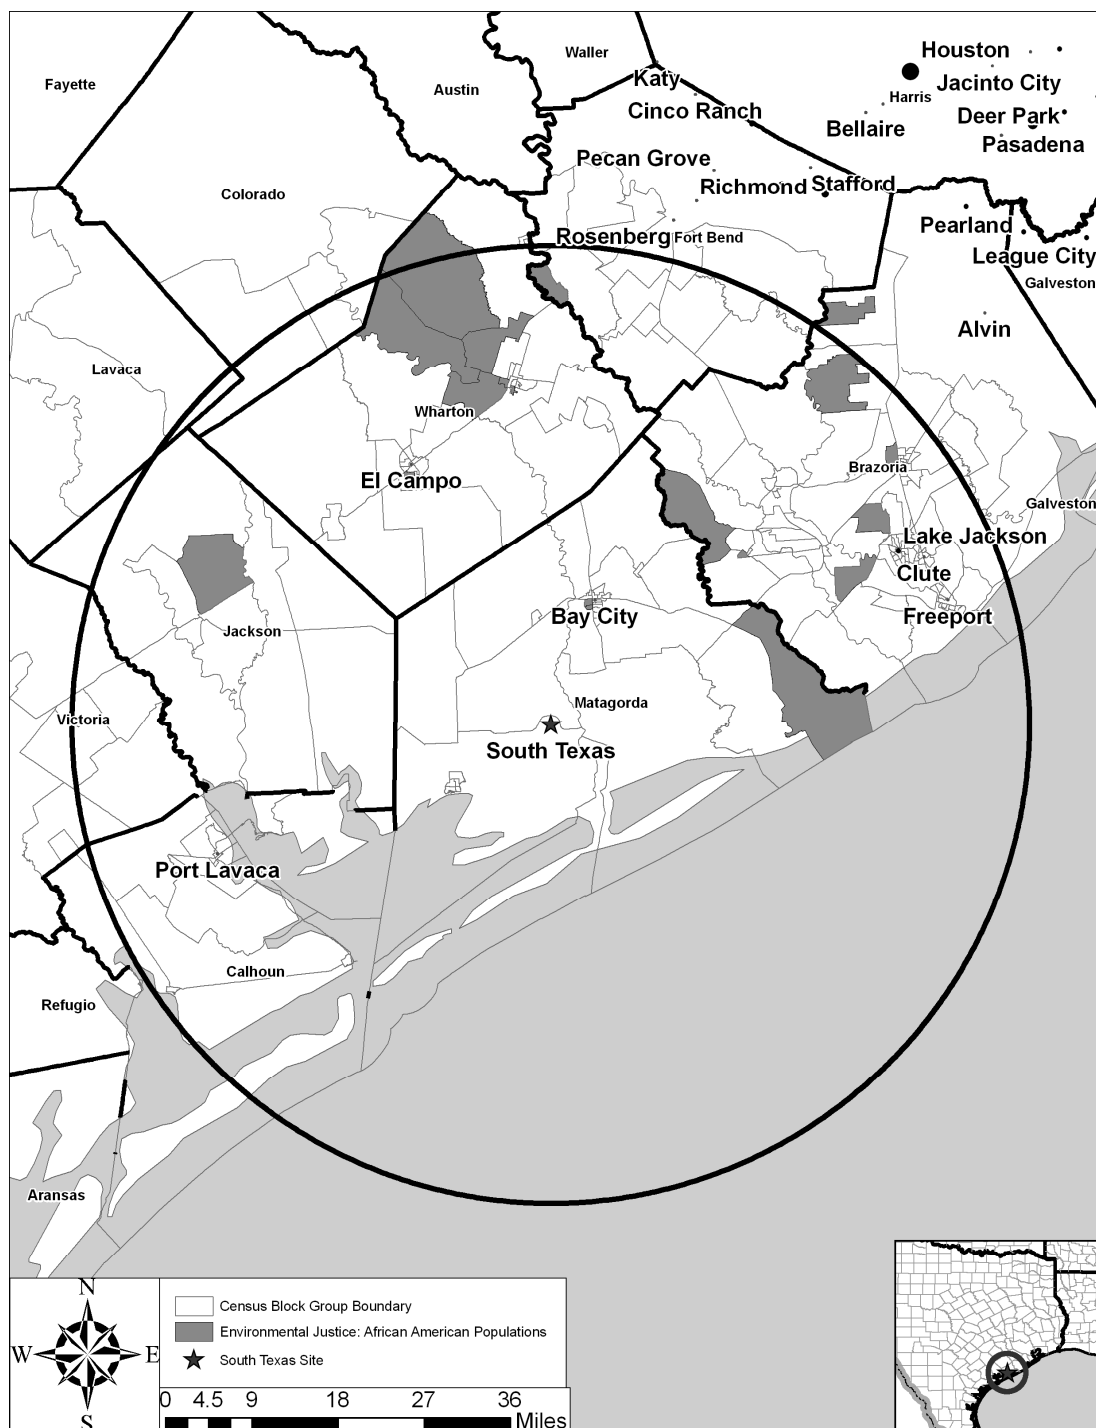 Houston
Waller
Katy
Jacinto City
Fayette
Austin
Harris
Cinco Ranch
Deer Park
Bellaire
Pasadena
Pecan Grove
Richmond
Stafford
Colorado
Pearland
Rosenberg
Fort Bend
League City
Galveston
Alvin
Lavaca
Wharton
Brazoria
El Campo
Galveston
Lake Jackson
Clute
Bay City
Freeport
Jackson
Matagorda
Victoria
South Texas
Port Lavaca
Calhoun
Refugio
Aransas
N
W
E
S
Census Block Group Boundary
Environmental Justice: African American Populations
South Texas Site
0 4.5 9 18 27 36
Miles